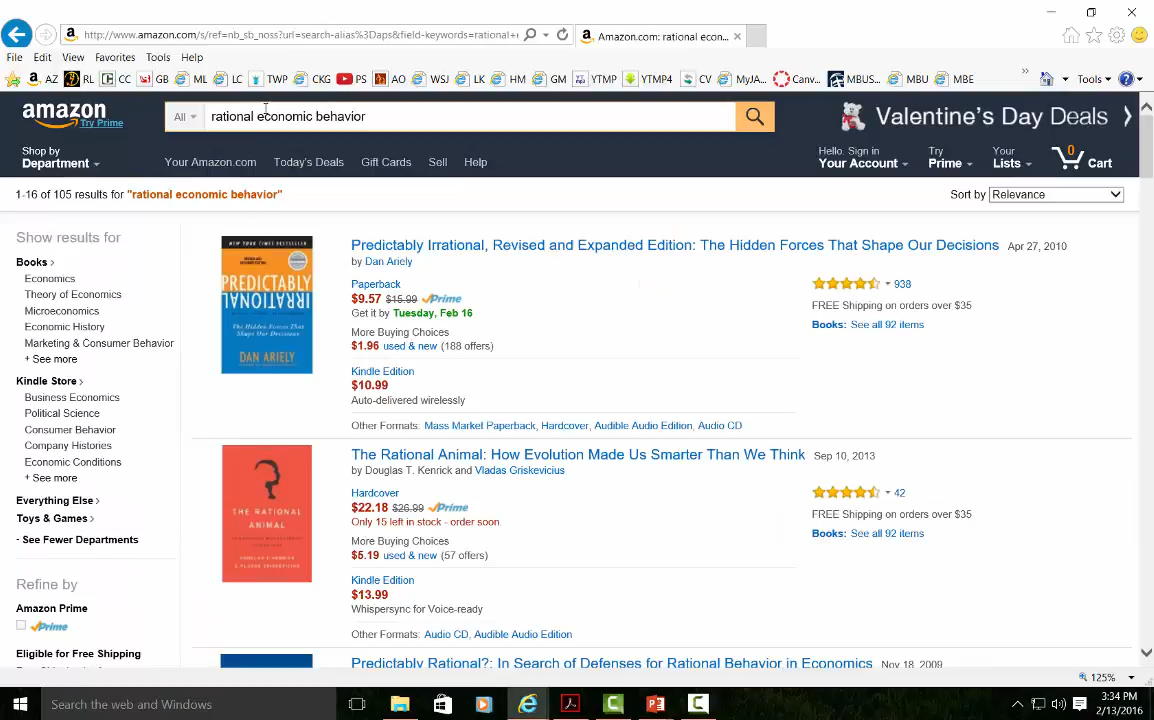 http://www.amazon.com/s/ref=nb_sb_noss?url=search-alias%3Daps&field-keywords=rational+
Amazon.com: rational econ...
File Edit View Favorites Tools Help
AZ RL CC GB ML LC TWP CKG PS AO WSJ LK HM GM YTMP YTMP4 CV MyJA... Canv... MBUS... MBU MBE Tools
amazon
Try Prime
All
rational economic behavior
Valentine's Day Deals
Shop by
Department
Your Amazon.com Today's Deals Gift Cards Sell Help
Hello. Sign in
Your Account
Try
Prime
Your
Lists
0
Cart
1-16 of 105 results for "rational economic behavior"
Sort by Relevance
Show results for
Books
Economics
Theory of Economics
Microeconomics
Economic History
Marketing & Consumer Behavior
+ See more
Kindle Store
Business Economics
Political Science
Consumer Behavior
Company Histories
Economic Conditions
+ See more
Everything Else
Toys & Games
- See Fewer Departments
Refine by
Amazon Prime
Prime
Eligible for Free Shipping
NEW YORK TIMES BESTSELLER
PREDICTABLY
IRRATIONAL
The Hidden Forces
That Shape Our
Decisions
DAN ARIELY
Predictably Irrational, Revised and Expanded Edition: The Hidden Forces That Shape Our Decisions Apr 27, 2010
by Dan Ariely
Paperback
$9.57 $15.99 Prime
Get it by Tuesday, Feb 16
More Buying Choices
$1.96 used & new (188 offers)
Kindle Edition
$10.99
Auto-delivered wirelessly
Other Formats: Mass Market Paperback, Hardcover, Audible Audio Edition, Audio CD
938
FREE Shipping on orders over $35
Books: See all 92 items
THE RATIONAL
ANIMAL
The Rational Animal: How Evolution Made Us Smarter Than We Think Sep 10, 2013
by Douglas T. Kenrick and Vladas Griskevicius
Hardcover
$22.18 $26.99 Prime
Only 15 left in stock - order soon.
More Buying Choices
$5.19 used & new (57 offers)
Kindle Edition
$13.99
Whispersync for Voice-ready
Other Formats: Audio CD, Audible Audio Edition
42
FREE Shipping on orders over $35
Books: See all 92 items
Predictably Rational?: In Search of Defenses for Rational Behavior in Economics Nov 18, 2009
125%
Search the web and Windows
3:34 PM
2/13/2016